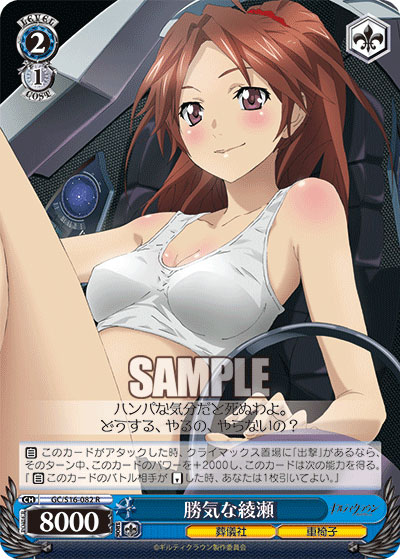 LEVEL
2
1
COST
SAMPLE
ハンパな気分だと死ぬわよ。
どうする、やるの、やらないの？
自 このカードがアタックした時、クライマックス置場に「出撃」があるなら、
そのターン中、このカードのパワーを＋2000し、このカードは次の能力を得る。
『自 このカードのバトル相手が【 】した時、あなたは1枚引いてよい。』
CH
GC/S16-082 R
8000
POWER
勝気な綾瀬
葬儀社
車椅子
©ギルティクラウン製作委員会